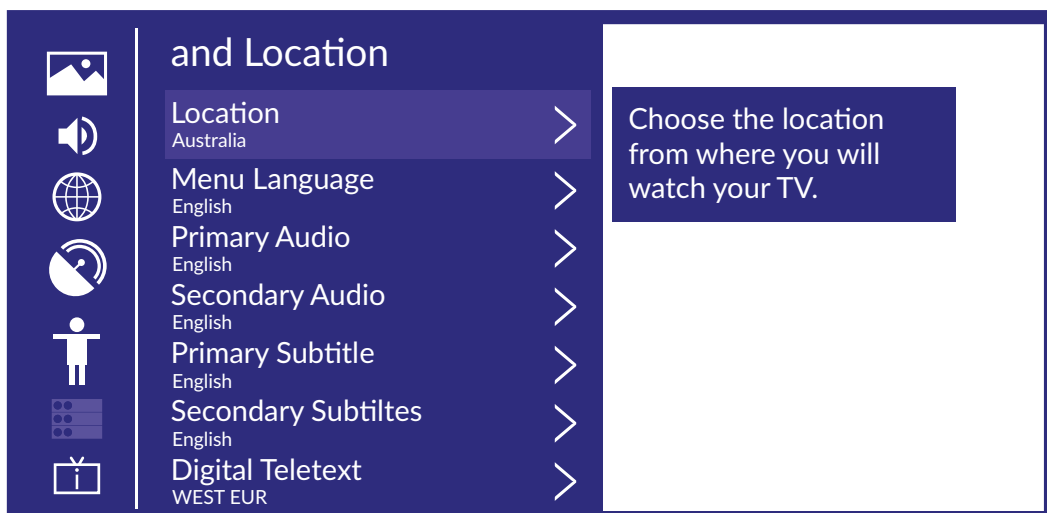 and Location
Location
Australia
Menu Language
English
Primary Audio
English
Secondary Audio
English
Primary Subtitle
English
Secondary Subtiltes
English
Digital Teletext
WEST EUR
Choose the location
from where you will
watch your TV.
i